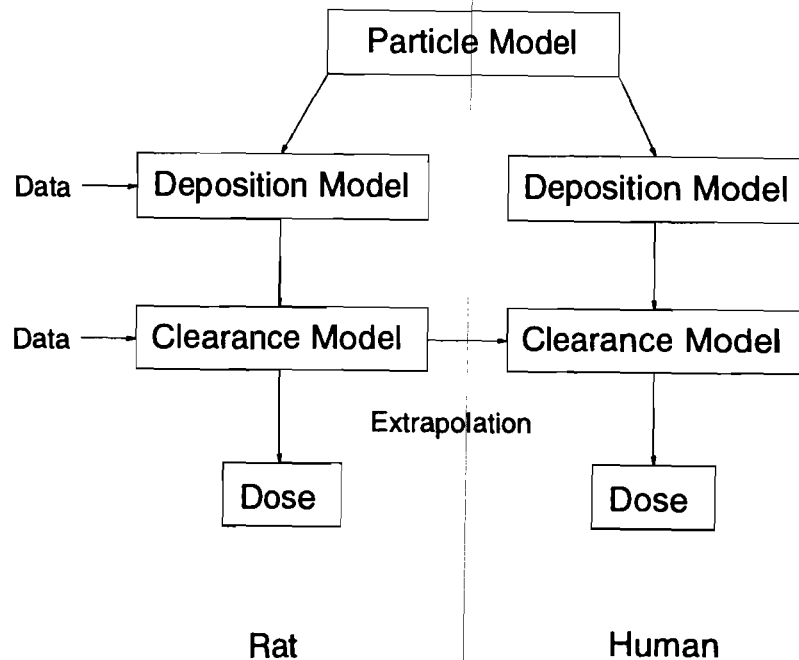 Particle Model
Data
Deposition Model
Deposition Model
Data
Clearance Model
Clearance Model
Extrapolation
Dose
Dose
Rat
Human